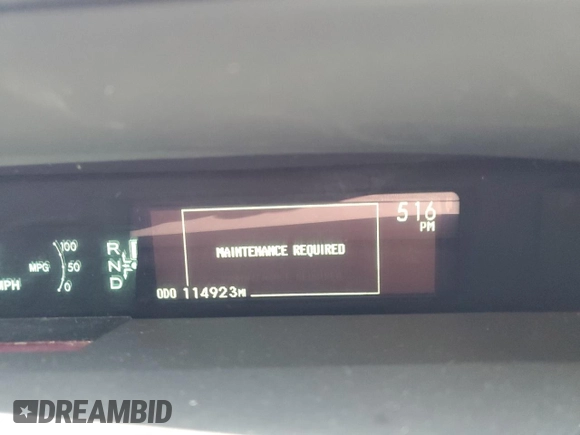 516
PM
100
MPG 50
0
MPH
R
N
D
MAINTENANCE REQUIRED
ODO 114923MI
DREAMBID